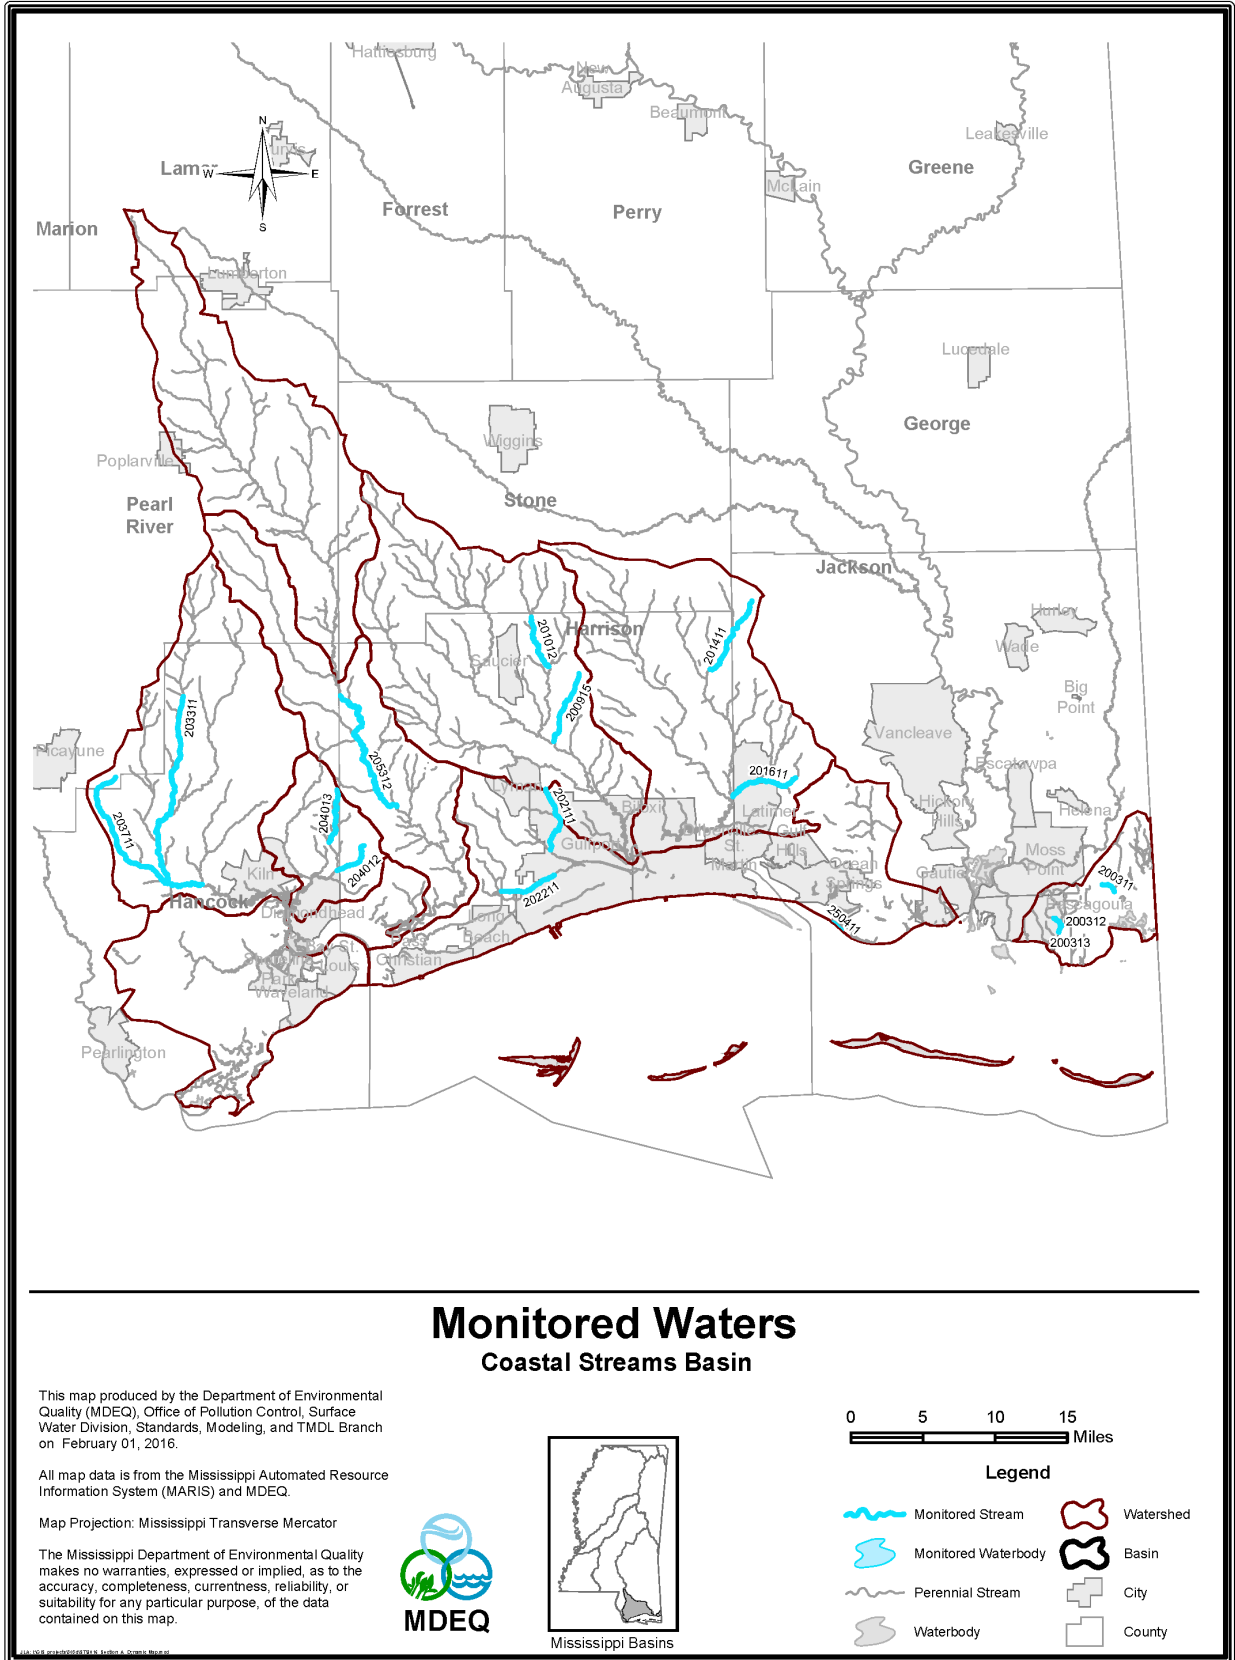 Hattiesburg
New
Augusta
Beaumont
Leakesville
N
W
E
S
Lamar
Greene
McLain
Forrest
Perry
Marion
Lumberton
Lucedale
George
Wiggins
Poplarville
Pearl
River
Stone
Jackson
Hurley
Harrison
201012
201411
Wade
Saucier
Big
Point
200915
203311
Vancleave
Picayune
Escatawpa
205312
201611
Lyman
202111
Biloxi
Latimer
Hickory
Hills
Helena
203711
204013
Gulfport
St.
Martin
Gulf
Hills
Moss
Point
Kiln
204012
Ocean
Springs
Gautier
200311
Hancock
202211
Pascagoula
Diamondhead
Long
Beach
250411
200312
200313
Bay St.
Louis
Pass
Christian
Park
Waveland
Pearlington
Monitored Waters
Coastal Streams Basin
This map produced by the Department of Environmental
Quality (MDEQ), Office of Pollution Control, Surface
Water Division, Standards, Modeling, and TMDL Branch
on February 01, 2016.
All map data is from the Mississippi Automated Resource
Information System (MARIS) and MDEQ.
Map Projection: Mississippi Transverse Mercator
The Mississippi Department of Environmental Quality
makes no warranties, expressed or implied, as to the
accuracy, completeness, currentness, reliability, or
suitability for any particular purpose, of the data
contained on this map.
MDEQ
Mississippi Basins
0 5 10 15
Miles
Legend
Monitored Stream
Watershed
Monitored Waterbody
Basin
Perennial Stream
City
Waterbody
County